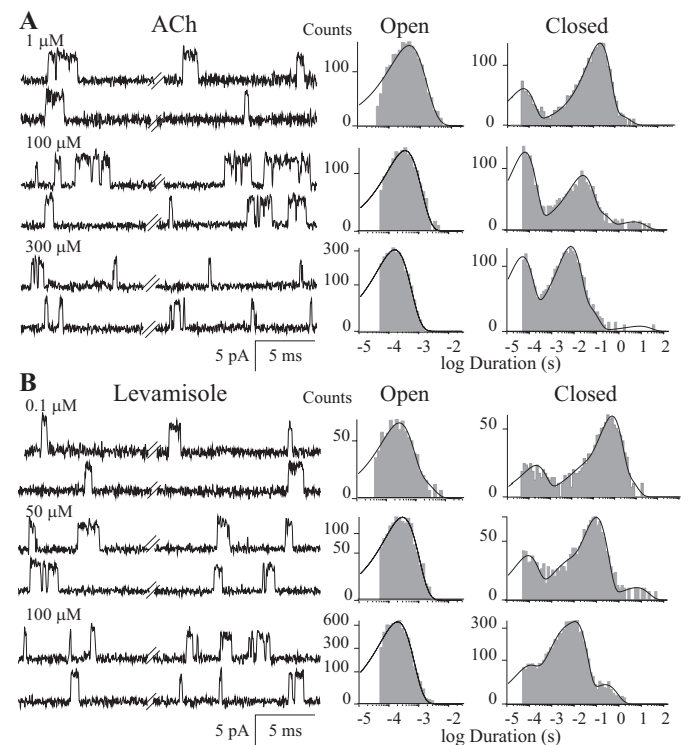 A
ACh
Counts
Open
Closed
1 μM
100
0
100
0
100 μM
100
0
100
0
300 μM
300
100
0
100
0
5 pA
5 ms
-5 -4 -3 -2
-5 -4 -3 -2 -1 0 1 2
log Duration (s)
B
Levamisole
Counts
Open
Closed
0.1 μM
50
0
50
0
50 μM
100
50
0
50
0
100 μM
600
300
100
0
300
100
0
5 pA
5 ms
-5 -4 -3 -2
-5 -4 -3 -2 -1 0 1 2
log Duration (s)